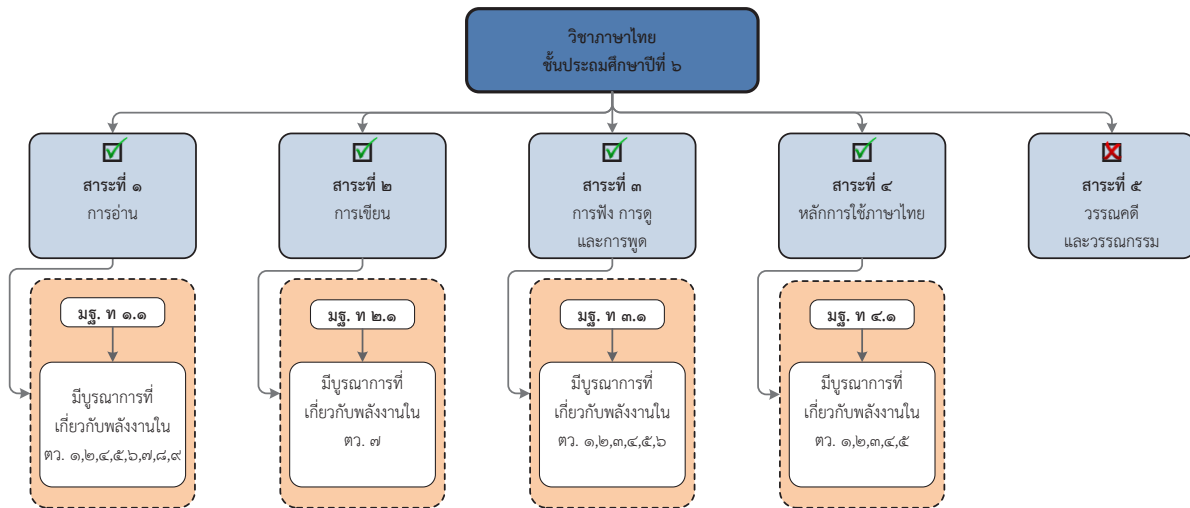 วิชาภาษาไทย
ชั้นประถมศึกษาปีที่ ๖
สาระที่ ๑
การอ่าน
สาระที่ ๒
การเขียน
สาระที่ ๓
การฟัง การดู
และการพูด
สาระที่ ๔
หลักการใช้ภาษาไทย
สาระที่ ๕
วรรณคดี
และวรรณกรรม
มฐ. ท ๑.๑
มีบูรณาการที่
เกี่ยวกับพลังงานใน
ตว. ๑,๒,๔,๕,๖,๗,๘,๙
มฐ. ท ๒.๑
มีบูรณาการที่
เกี่ยวกับพลังงานใน
ตว. ๗
มฐ. ท ๓.๑
มีบูรณาการที่
เกี่ยวกับพลังงานใน
ตว. ๑,๒,๓,๔,๕,๖
มฐ. ท ๔.๑
มีบูรณาการที่
เกี่ยวกับพลังงานใน
ตว. ๑,๒,๓,๔,๕